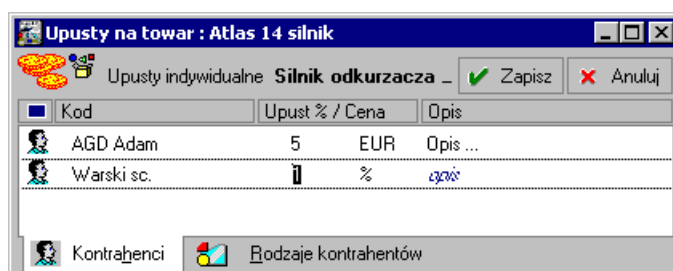 Upusty na towar : Atlas 14 silnik
Upusty indywidualne Silnik odkurzacza _ Zapisz Anuluj
Kod Upust % / Cena Opis
AGD Adam 5 EUR Opis ...
Warski sc. % opis
Kontrahenci Rodzaje kontrahentów